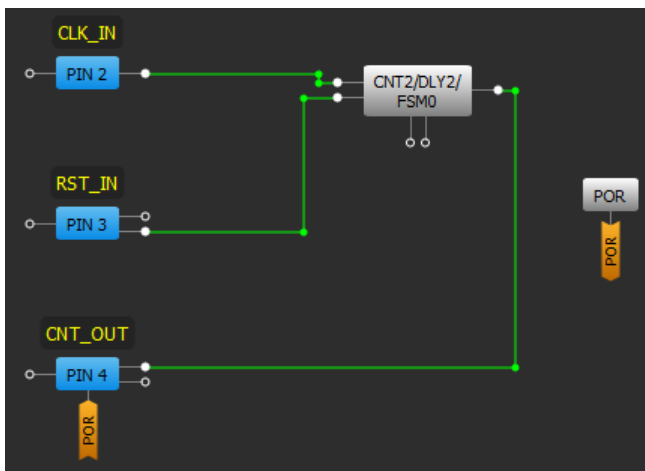 CLK_IN
PIN 2
CNT2/DLY2/
FSM0
RST_IN
PIN 3
POR
POR
CNT_OUT
PIN 4
POR